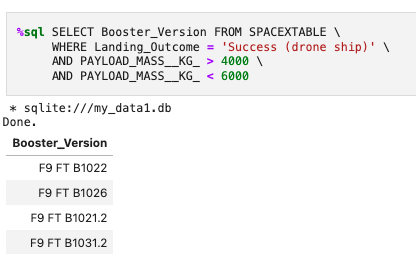 %sql SELECT Booster_Version FROM SPACEXTABLE \
WHERE Landing_Outcome = 'Success (drone ship)' \
AND PAYLOAD_MASS__KG_ > 4000 \
AND PAYLOAD_MASS__KG_ < 6000
* sqlite:///my_data1.db
Done.
Booster_Version
F9 FT B1022
F9 FT B1026
F9 FT B1021.2
F9 FT B1031.2